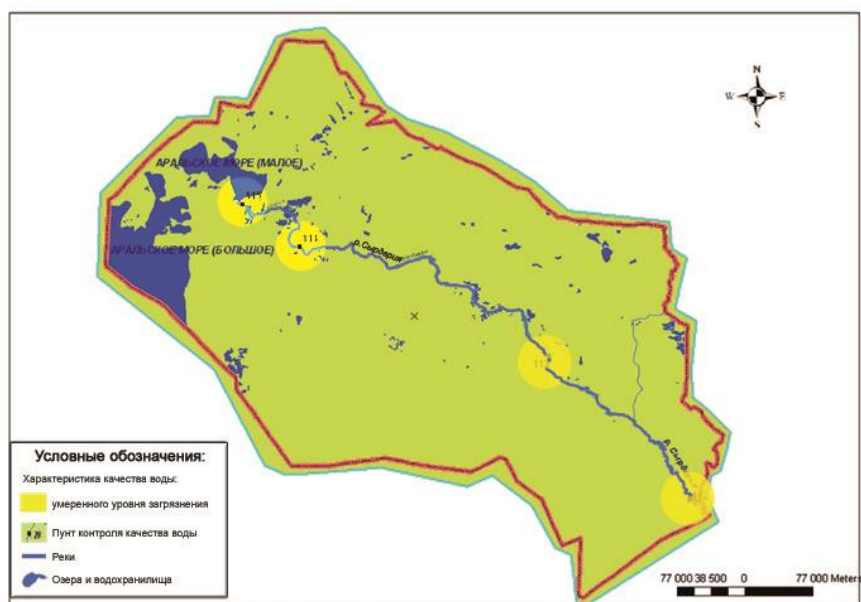 N
W E
S
АРАЛЬСКОЕ МОРЕ (МАЛОЕ)
АРАЛЬСКОЕ МОРЕ (БОЛЬШОЕ)
р.Сырдария
р. Сырд
Условные обозначения:
Характеристика качества воды:
умеренного уровня загрязнения
Пунт контроля качества воды
Реки
Озера и водохранилища
77 000 38 500 0 77 000 Meters